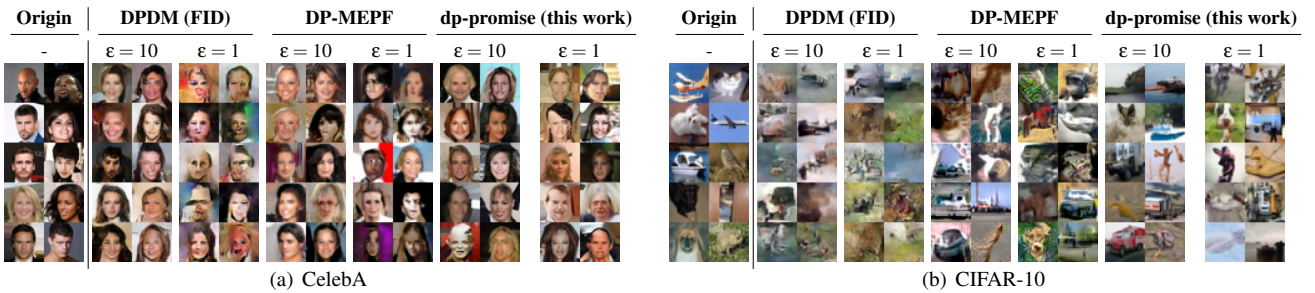 Origin DPDM (FID) DP-MEPF dp-promise (this work)
- ε = 10 ε = 1 ε = 10 ε = 1 ε = 10 ε = 1
(a) CelebA
Origin DPDM (FID) DP-MEPF dp-promise (this work)
- ε = 10 ε = 1 ε = 10 ε = 1 ε = 10 ε = 1
(b) CIFAR-10